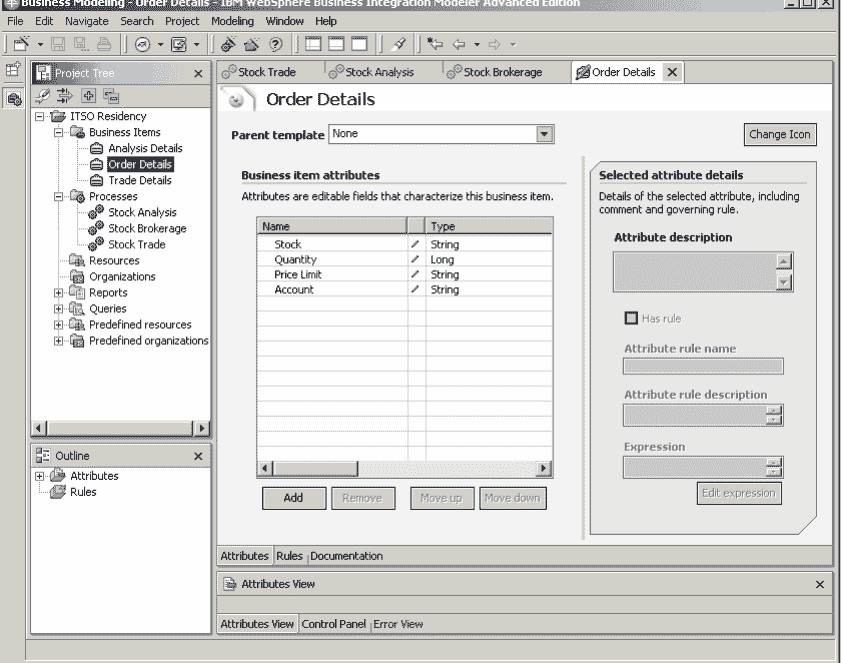 Business Modeling - Order Details - IBM WebSphere Business Integration Modeler Advanced Edition
File Edit Navigate Search Project Modeling Window Help
Project Tree
ITSO Residency
Business Items
Analysis Details
Order Details
Trade Details
Processes
Stock Analysis
Stock Brokerage
Stock Trade
Resources
Organizations
Reports
Queries
Predefined resources
Predefined organizations
Outline
Attributes
Rules
Stock Trade Stock Analysis Stock Brokerage Order Details
Order Details
Parent template None Change Icon
Business item attributes
Attributes are editable fields that characterize this business item.
Name Type
Stock String
Quantity Long
Price Limit String
Account String
Add Remove Move up Move down
Selected attribute details
Details of the selected attribute, including
comment and governing rule.
Attribute description
Has rule
Attribute rule name
Attribute rule description
Expression
Edit expression
Attributes Rules Documentation
Attributes View
Attributes View Control Panel Error View